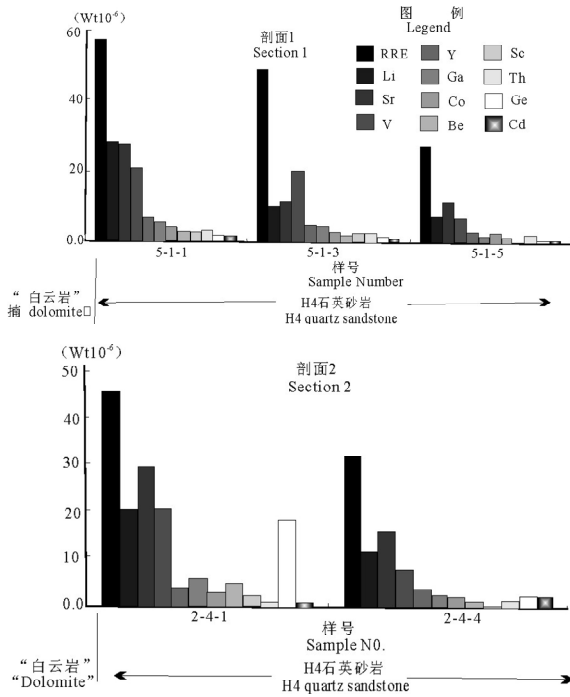 (Wt10-6)
图 例
Legend
RRE
Li
Sr
V
Y
Ga
Co
Be
Sc
Th
Ge
Cd
剖面1
Section 1
60
40
20
0.0
5-1-1
5-1-3
5-1-5
样号
Sample Number
“ 白云岩”
捅 dolomite
H4石英砂岩
H4 quartz sandstone
(Wt10-6)
剖面2
Section 2
50
40
30
20
10
0.0
2-4-1
2-4-4
样号
Sample N0.
“白云岩”
“Dolomite”
H4石英砂岩
H4 quartz sandstone